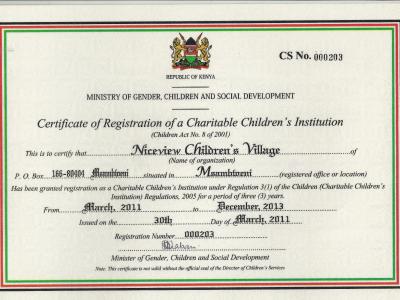 CS No. 000203
REPUBLIC OF KENYA
MINISTRY OF GENDER, CHILDREN AND SOCIAL DEVELOPMENT
Certificate of Registration of a Charitable Children's Institution
(Children Act No. 8 of 2001)
This is to certify that Niceview Children's Village of
(Name of organization)
P. O. Box 166-80404 Msambweni situated in Msambweni (registered office or location)
Has been granted registration as a Charitable Children's Institution under Regulation 3(1) of the Children (Charitable Children's
Institution) Regulations, 2005 for a period of three (3) years.
From March, 2011 to December, 2013
Issued on the 30th Day of March, 2011
Registration Number 000203
Minister of Gender, Children and Social Development
Note. This certificate is not valid without the official seal of the Director of Children's Services